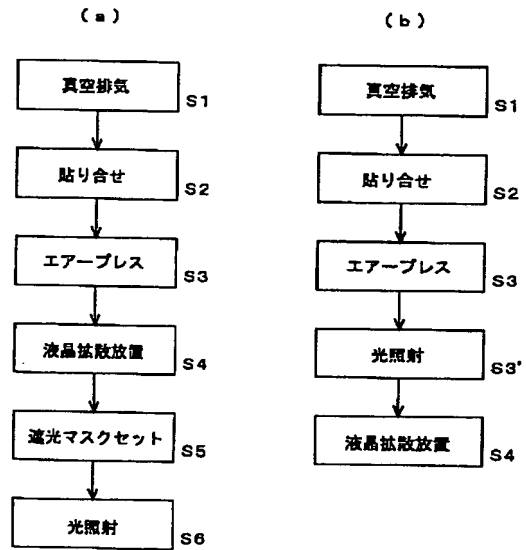 (a)
真空排気
S1
貼り合せ
S2
エアープレス
S3
液晶拡散放置
S4
遮光マスクセット
S5
光照射
S6
(b)
真空排気
S1
貼り合せ
S2
エアープレス
S3
光照射
S3'
液晶拡散放置
S4